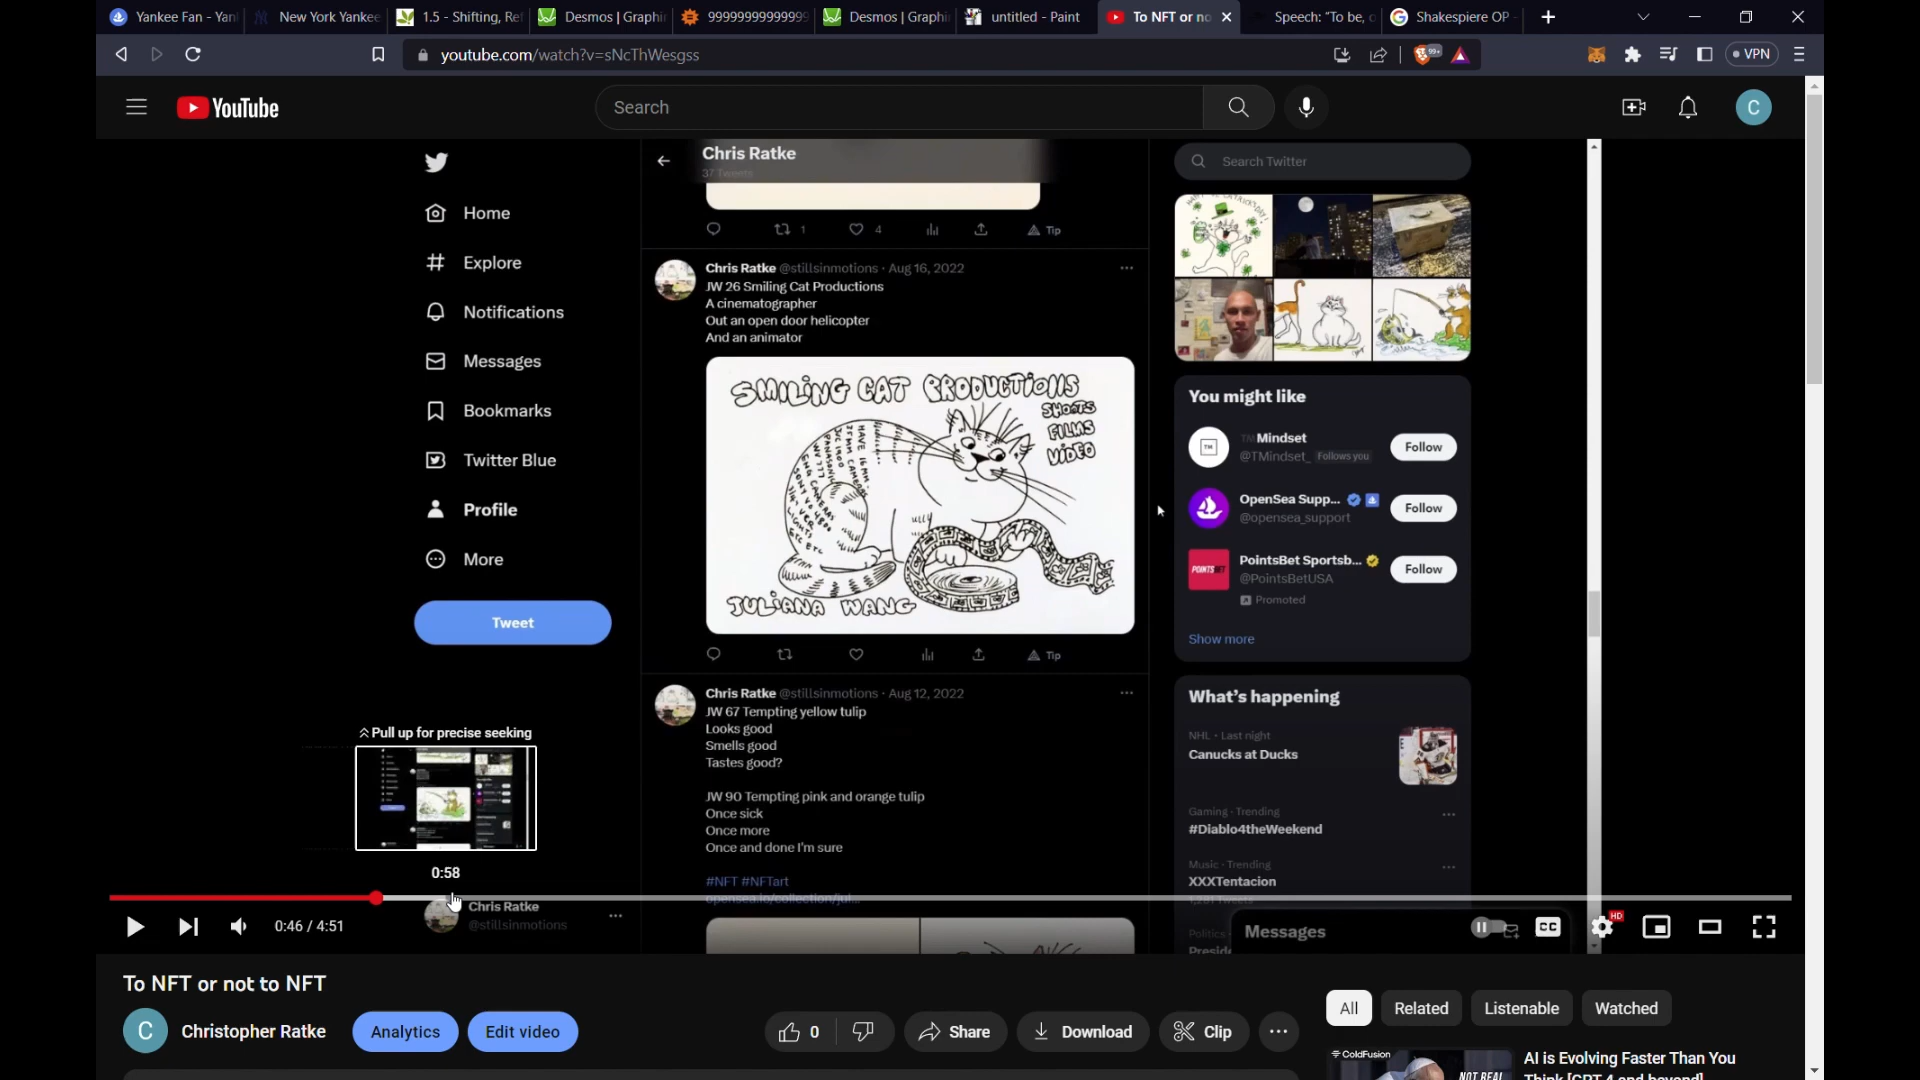 Yankee Fan - Yan
New York Yankee
1.5 - Shifting, Ref
Desmos | Graphi
9999999999999
Desmos | Graphi
untitled - Paint
To NFT or no
Speech: "To be, o
Shakespiere OP -
youtube.com/watch?v=sNcThWesgss
99+
VPN
YouTube
Search
C
Chris Ratke
37 Tweets
Search Twitter
Home
Explore
Notifications
Messages
Bookmarks
Twitter Blue
Profile
More
Tweet
1
4
Tip
Chris Ratke @stillsinmotions · Aug 16, 2022
JW 26 Smiling Cat Productions
A cinematographer
Out an open door helicopter
And an animator
SMILING CAT PRODUCTIONS
SHOOTS
FILMS
VIDEO
JULIANA WANG
Tip
Chris Ratke @stillsinmotions · Aug 12, 2022
JW 67 Tempting yellow tulip
Looks good
Smells good
Tastes good?
JW 90 Tempting pink and orange tulip
Once sick
Once more
Once and done I'm sure
#NFT #NFTart
opensea.io/collection/jul...
You might like
TM
TM Mindset
@TMindset_ Follows you
Follow
OpenSea Supp...
@opensea_support
Follow
POINTSBET
PointsBet Sportsb...
@PointsBetUSA
Follow
Promoted
Show more
What's happening
NHL · Last night
Canucks at Ducks
Gaming · Trending
#Diablo4theWeekend
Music · Trending
XXXTentacion
Politics ·
Preside
Messages
Pull up for precise seeking
0:58
Chris Ratke
@stillsinmotions
0:46 / 4:51
CC
HD
To NFT or not to NFT
C
Christopher Ratke
Analytics
Edit video
0
Share
Download
Clip
All
Related
Listenable
Watched
ColdFusion
NOT REAL
AI is Evolving Faster Than You
Think [GPT-4 and beyond]